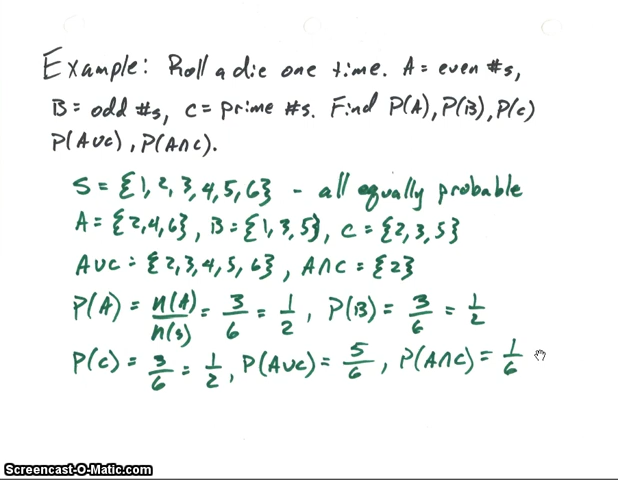 Example: Roll a die one time. A = even #s,
B = odd #s, C = prime #s. Find P(A), P(B), P(C)
P(A∪C), P(A∩C).
S = {1, 2, 3, 4, 5, 6} - all equally probable
A = {2, 4, 6}, B = {1, 3, 5}, C = {2, 3, 5}
A∪C = {2, 3, 4, 5, 6}, A∩C = {2}
P(A) = n(A)/n(S) = 3/6 = 1/2, P(B) = 3/6 = 1/2
P(C) = 3/6 = 1/2, P(A∪C) = 5/6, P(A∩C) = 1/6
Screencast-O-Matic.com